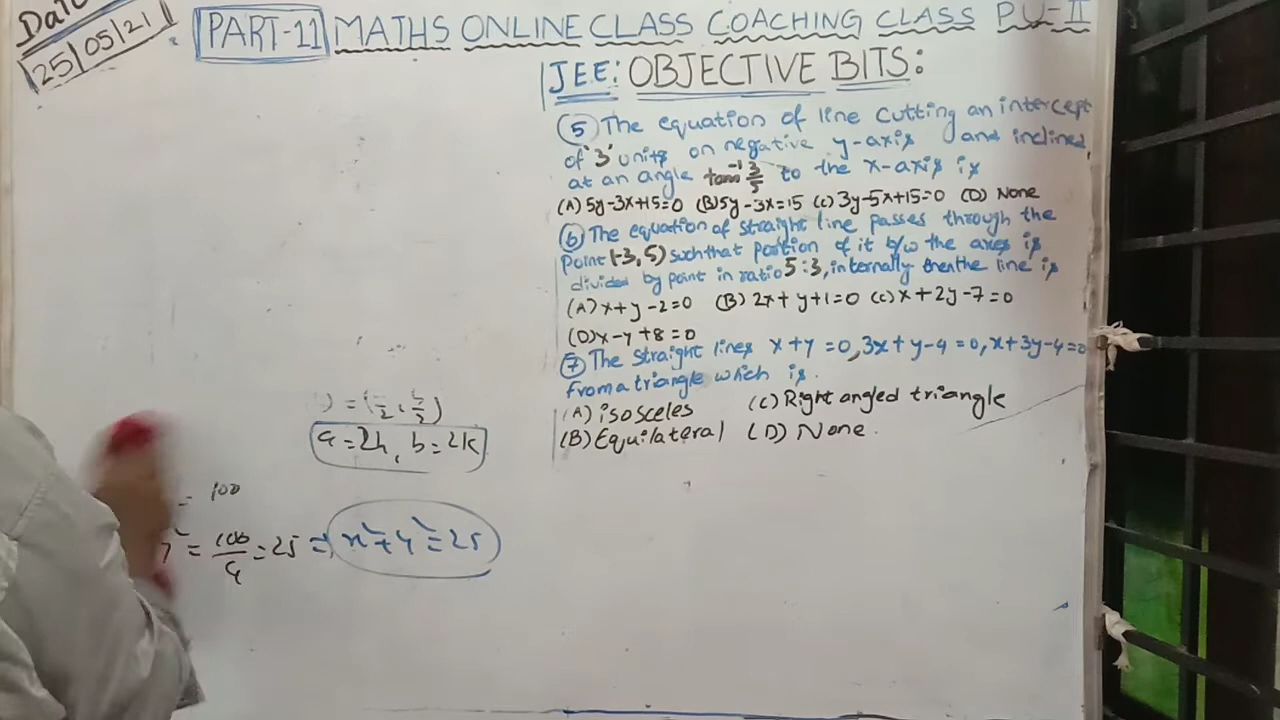 Date
25/05/21
PART-11 MATHS ONLINE CLASS COACHING CLASS P.U-II
JEE: OBJECTIVE BITS:
(5) The equation of line cutting an intercept
of '3' units on negative y-axis and inclined
at an angle tan⁻¹ 3/5 to the x-axis is
(A) 5y-3x+15=0 (B) 5y-3x=15 (C) 3y-5x+15=0 (D) None
(6) The equation of straight line passes through the
point (-3, 5) such that position of it b/w the axes is
divided by point in ratio 5:3, internally then the line is
(A) x+y-2=0 (B) 2x+y+1=0 (C) x+2y-7=0
(D) x-y+8=0
(7) The straight lines x+y=0, 3x+y-4=0, x+3y-4=0
from a triangle which is.
(A) isosceles (C) Right angled triangle
(B) Equilateral (D) None.
a=2h, b=2k
= 100
= 100/4 = 25 ⇒ x²+y²=25